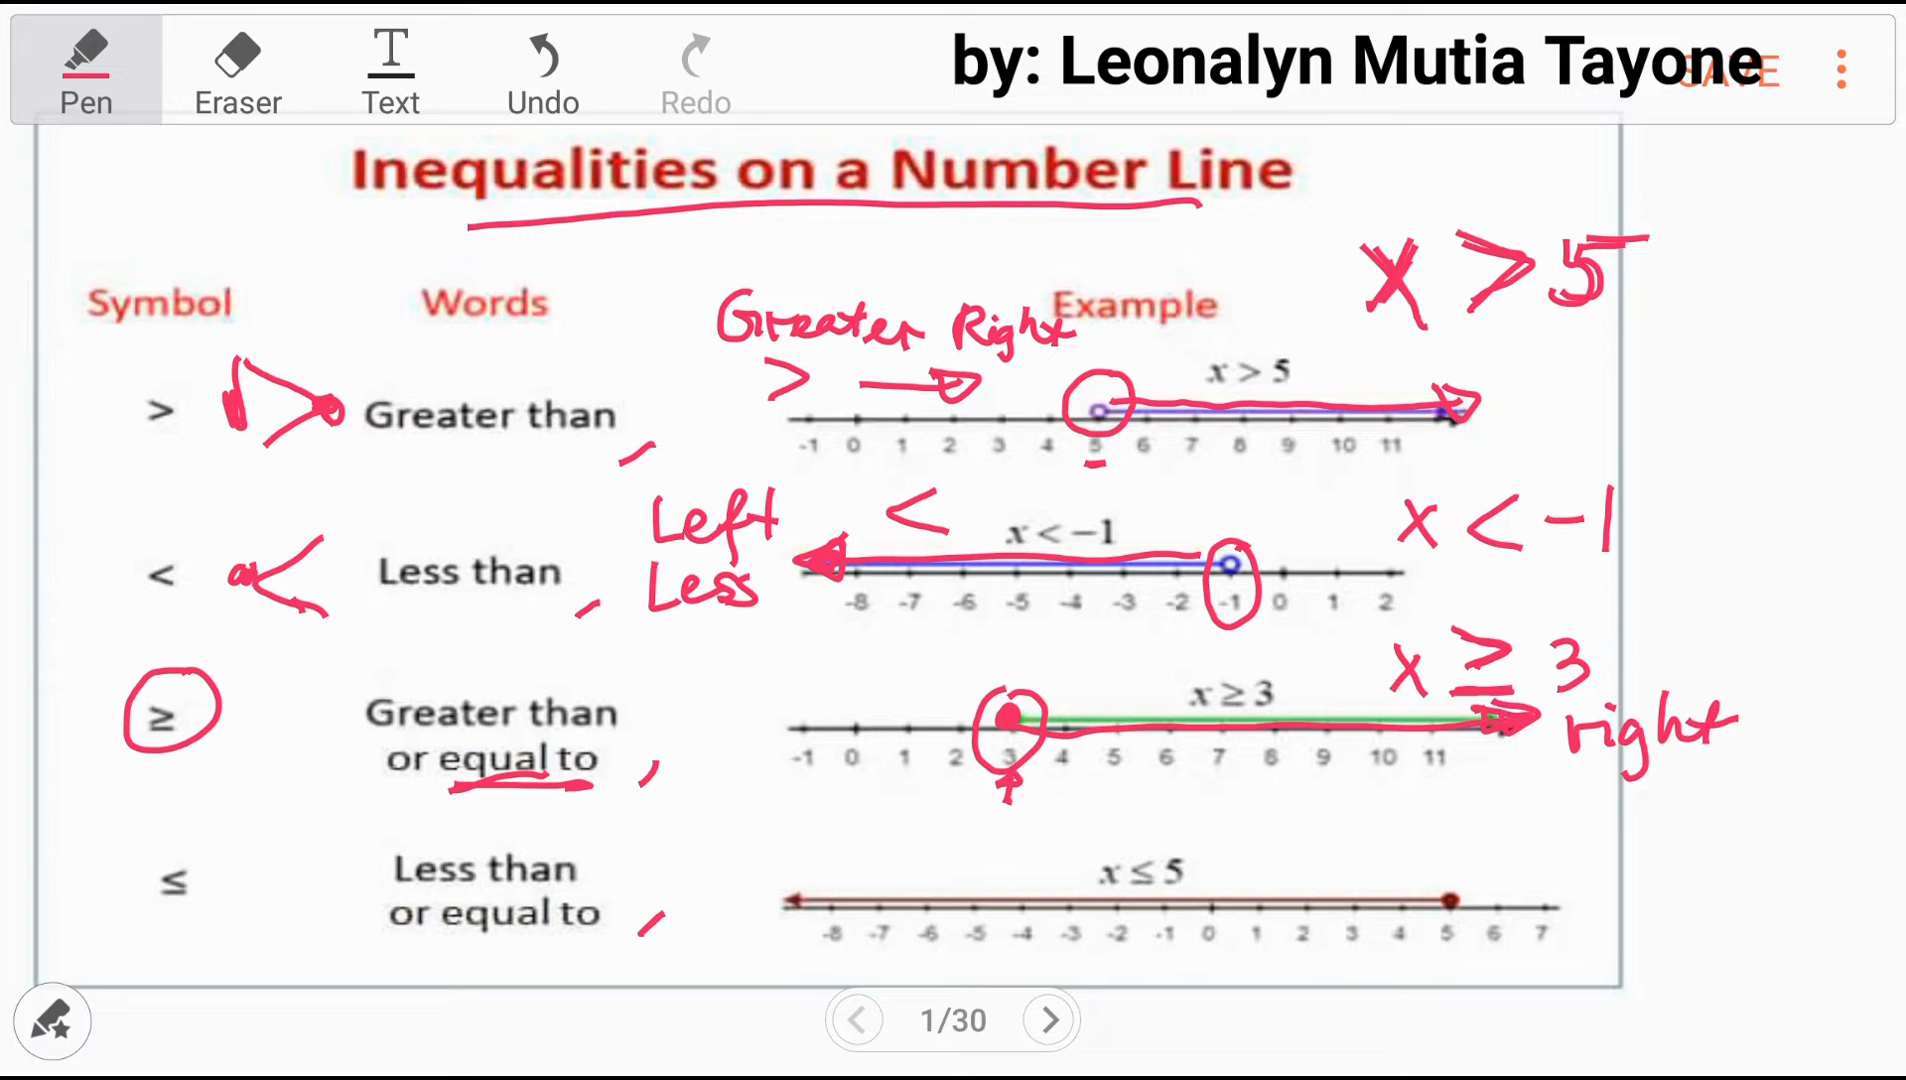 by: Leonalyn Mutia Tayone
SAVE
Pen
Eraser
Text
Undo
Redo
Inequalities on a Number Line
x > 5
Symbol
Words
Example
Greater Right
>
x > 5
>
Greater than
-1 0 1 2 3 4 5 6 7 8 9 10 11
Left
<
x < -1
x < -1
<
Less than
Less
-8 -7 -6 -5 -4 -3 -2 -1 0 1 2
x ≥ 3
x ≥ 3
≥
Greater than
or equal to
right
-1 0 1 2 3 4 5 6 7 8 9 10 11
≤
Less than
or equal to
x ≤ 5
-8 -7 -6 -5 -4 -3 -2 -1 0 1 2 3 4 5 6 7
1/30